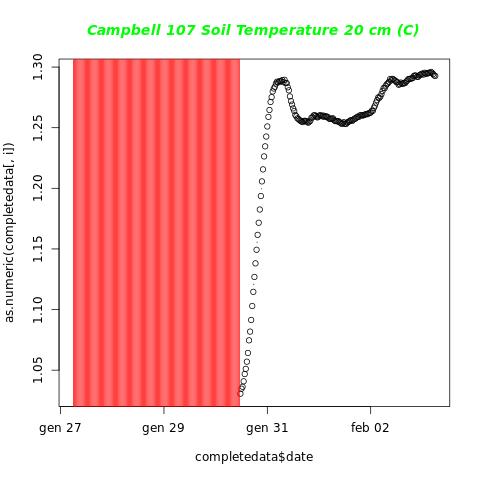 Campbell 107 Soil Temperature 20 cm (C)
as.numeric(completedata[, i])
1.30
1.25
1.20
1.15
1.10
1.05
gen 27
gen 29
gen 31
feb 02
completedata$date